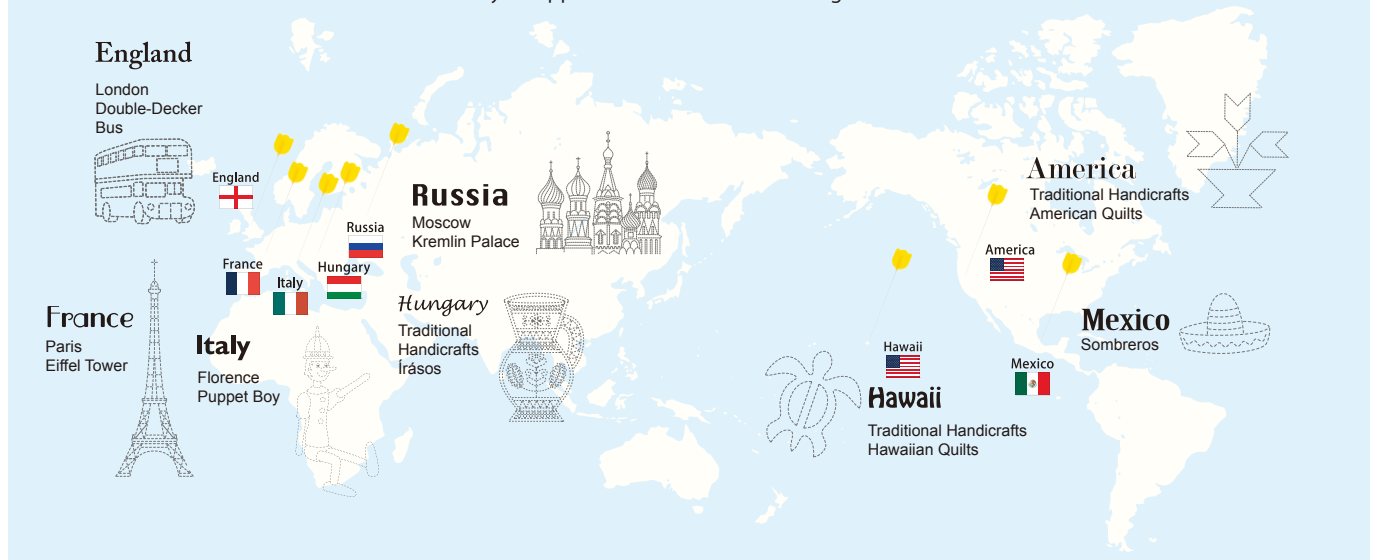 England
London
Double-Decker
Bus
England
France
Paris
Eiffel Tower
France
Italy
Italy
Florence
Puppet Boy
Russia
Moscow
Kremlin Palace
Russia
Hungary
Hungary
Traditional
Handicrafts
Írásos
America
Traditional Handicrafts
American Quilts
America
Mexico
Sombreros
Mexico
Hawaii
Hawaii
Traditional Handicrafts
Hawaiian Quilts